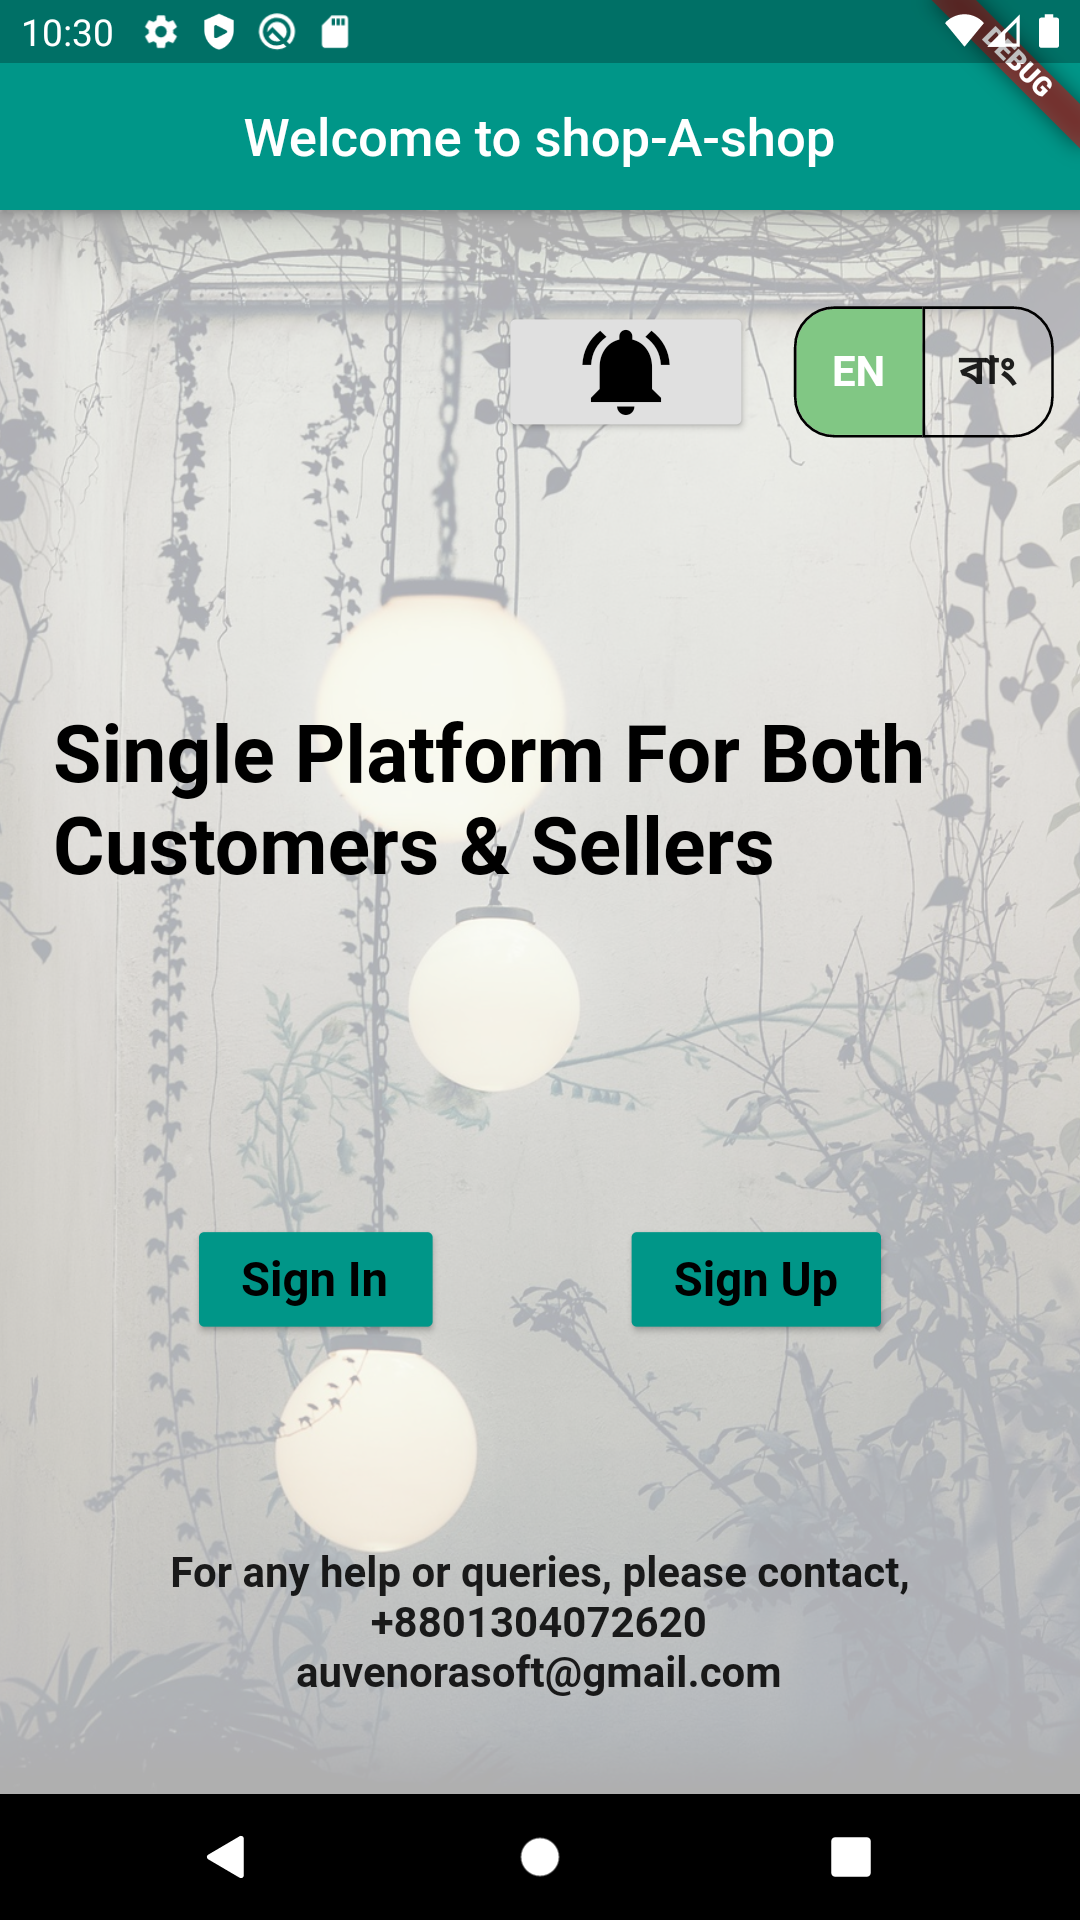 10:30
DEBUG
Welcome to shop-A-shop
EN
বাং
Single Platform For Both
Customers & Sellers
Sign In
Sign Up
For any help or queries, please contact,
+8801304072620
auvenorasoft@gmail.com